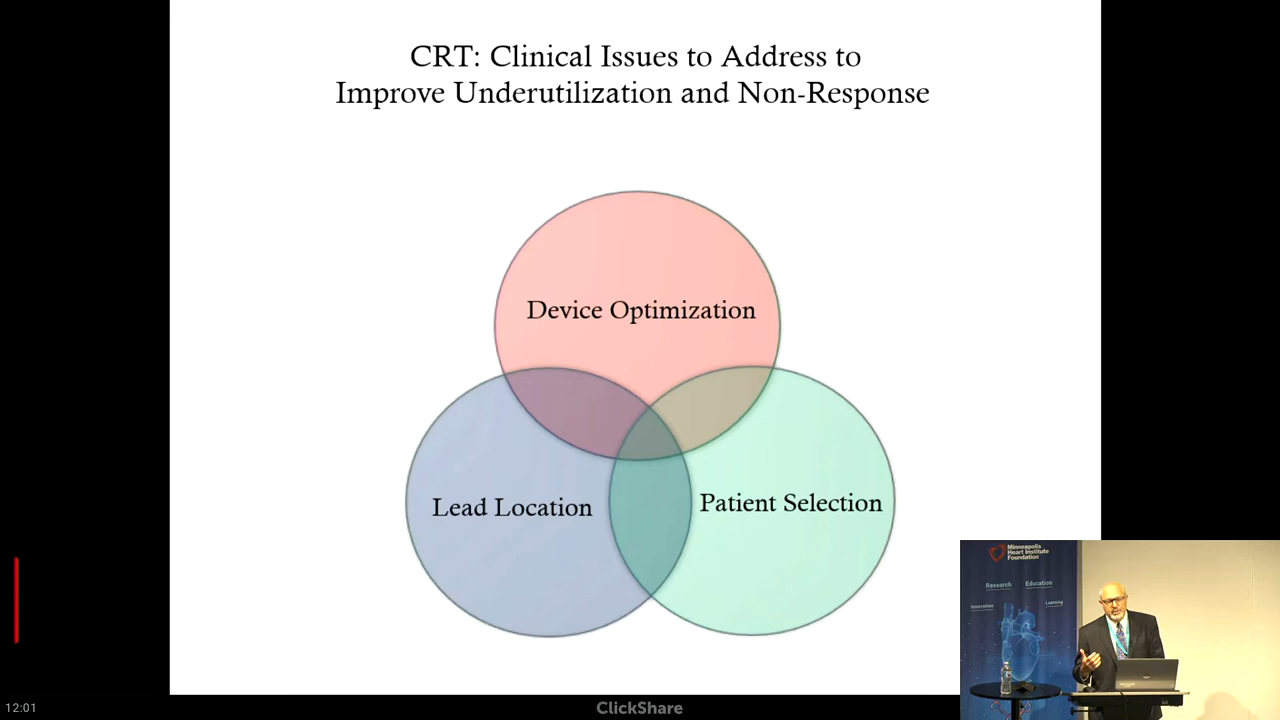 CRT: Clinical Issues to Address to
Improve Underutilization and Non-Response
Device Optimization
Lead Location
Patient Selection
Minneapolis
Heart Institute
Foundation
Research
Education
Innovation
Learning
12:01
ClickShare